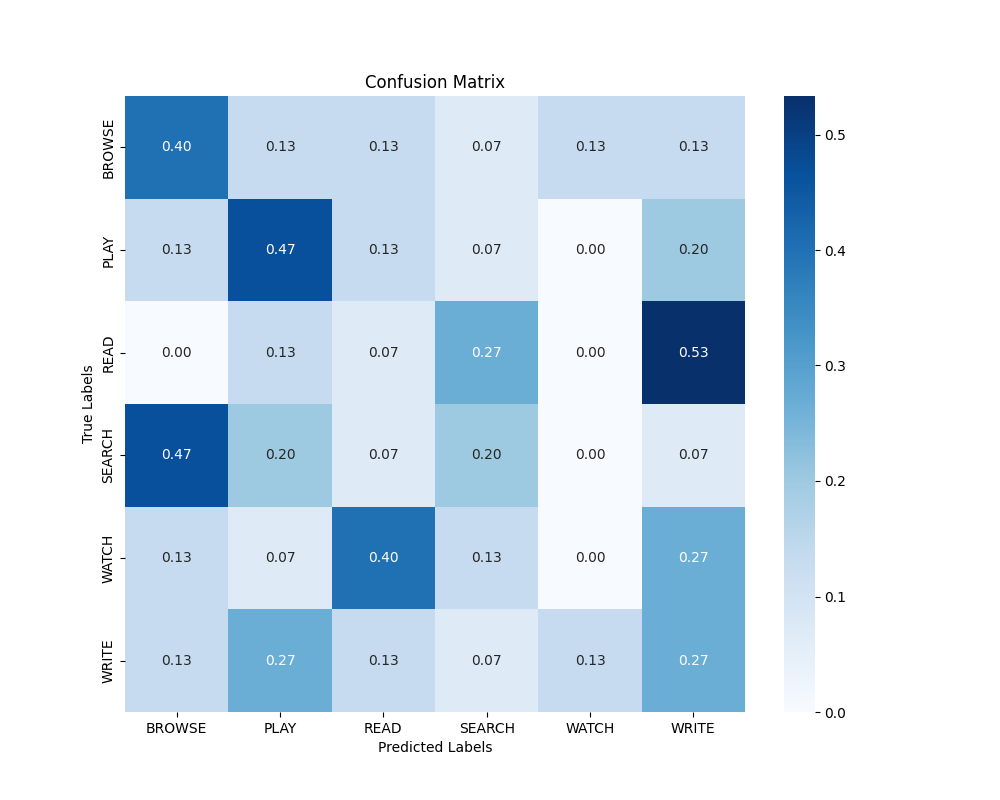 Confusion Matrix
BROWSE 0.40 0.13 0.13 0.07 0.13 0.13
PLAY 0.13 0.47 0.13 0.07 0.00 0.20
READ 0.00 0.13 0.07 0.27 0.00 0.53
SEARCH 0.47 0.20 0.07 0.20 0.00 0.07
WATCH 0.13 0.07 0.40 0.13 0.00 0.27
WRITE 0.13 0.27 0.13 0.07 0.13 0.27
BROWSE PLAY READ SEARCH WATCH WRITE
Predicted Labels
True Labels
0.5
0.4
0.3
0.2
0.1
0.0